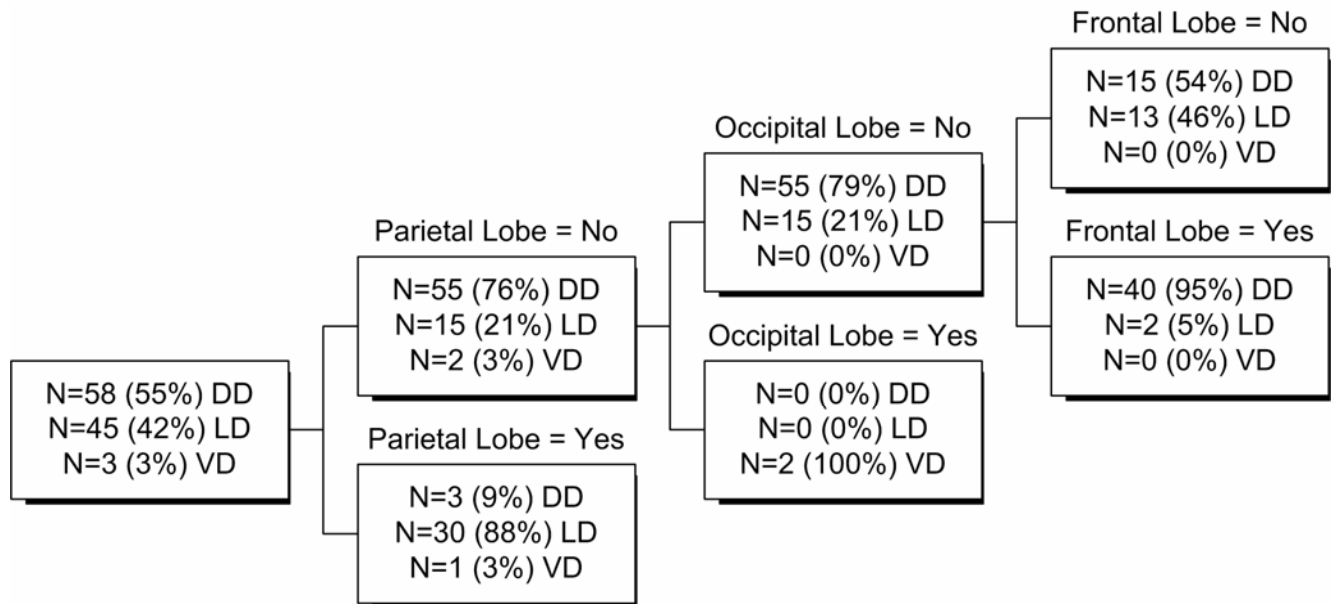 N=58 (55%) DD
N=45 (42%) LD
N=3 (3%) VD
Parietal Lobe = No
N=55 (76%) DD
N=15 (21%) LD
N=2 (3%) VD
Parietal Lobe = Yes
N=3 (9%) DD
N=30 (88%) LD
N=1 (3%) VD
Occipital Lobe = No
N=55 (79%) DD
N=15 (21%) LD
N=0 (0%) VD
Occipital Lobe = Yes
N=0 (0%) DD
N=0 (0%) LD
N=2 (100%) VD
Frontal Lobe = No
N=15 (54%) DD
N=13 (46%) LD
N=0 (0%) VD
Frontal Lobe = Yes
N=40 (95%) DD
N=2 (5%) LD
N=0 (0%) VD